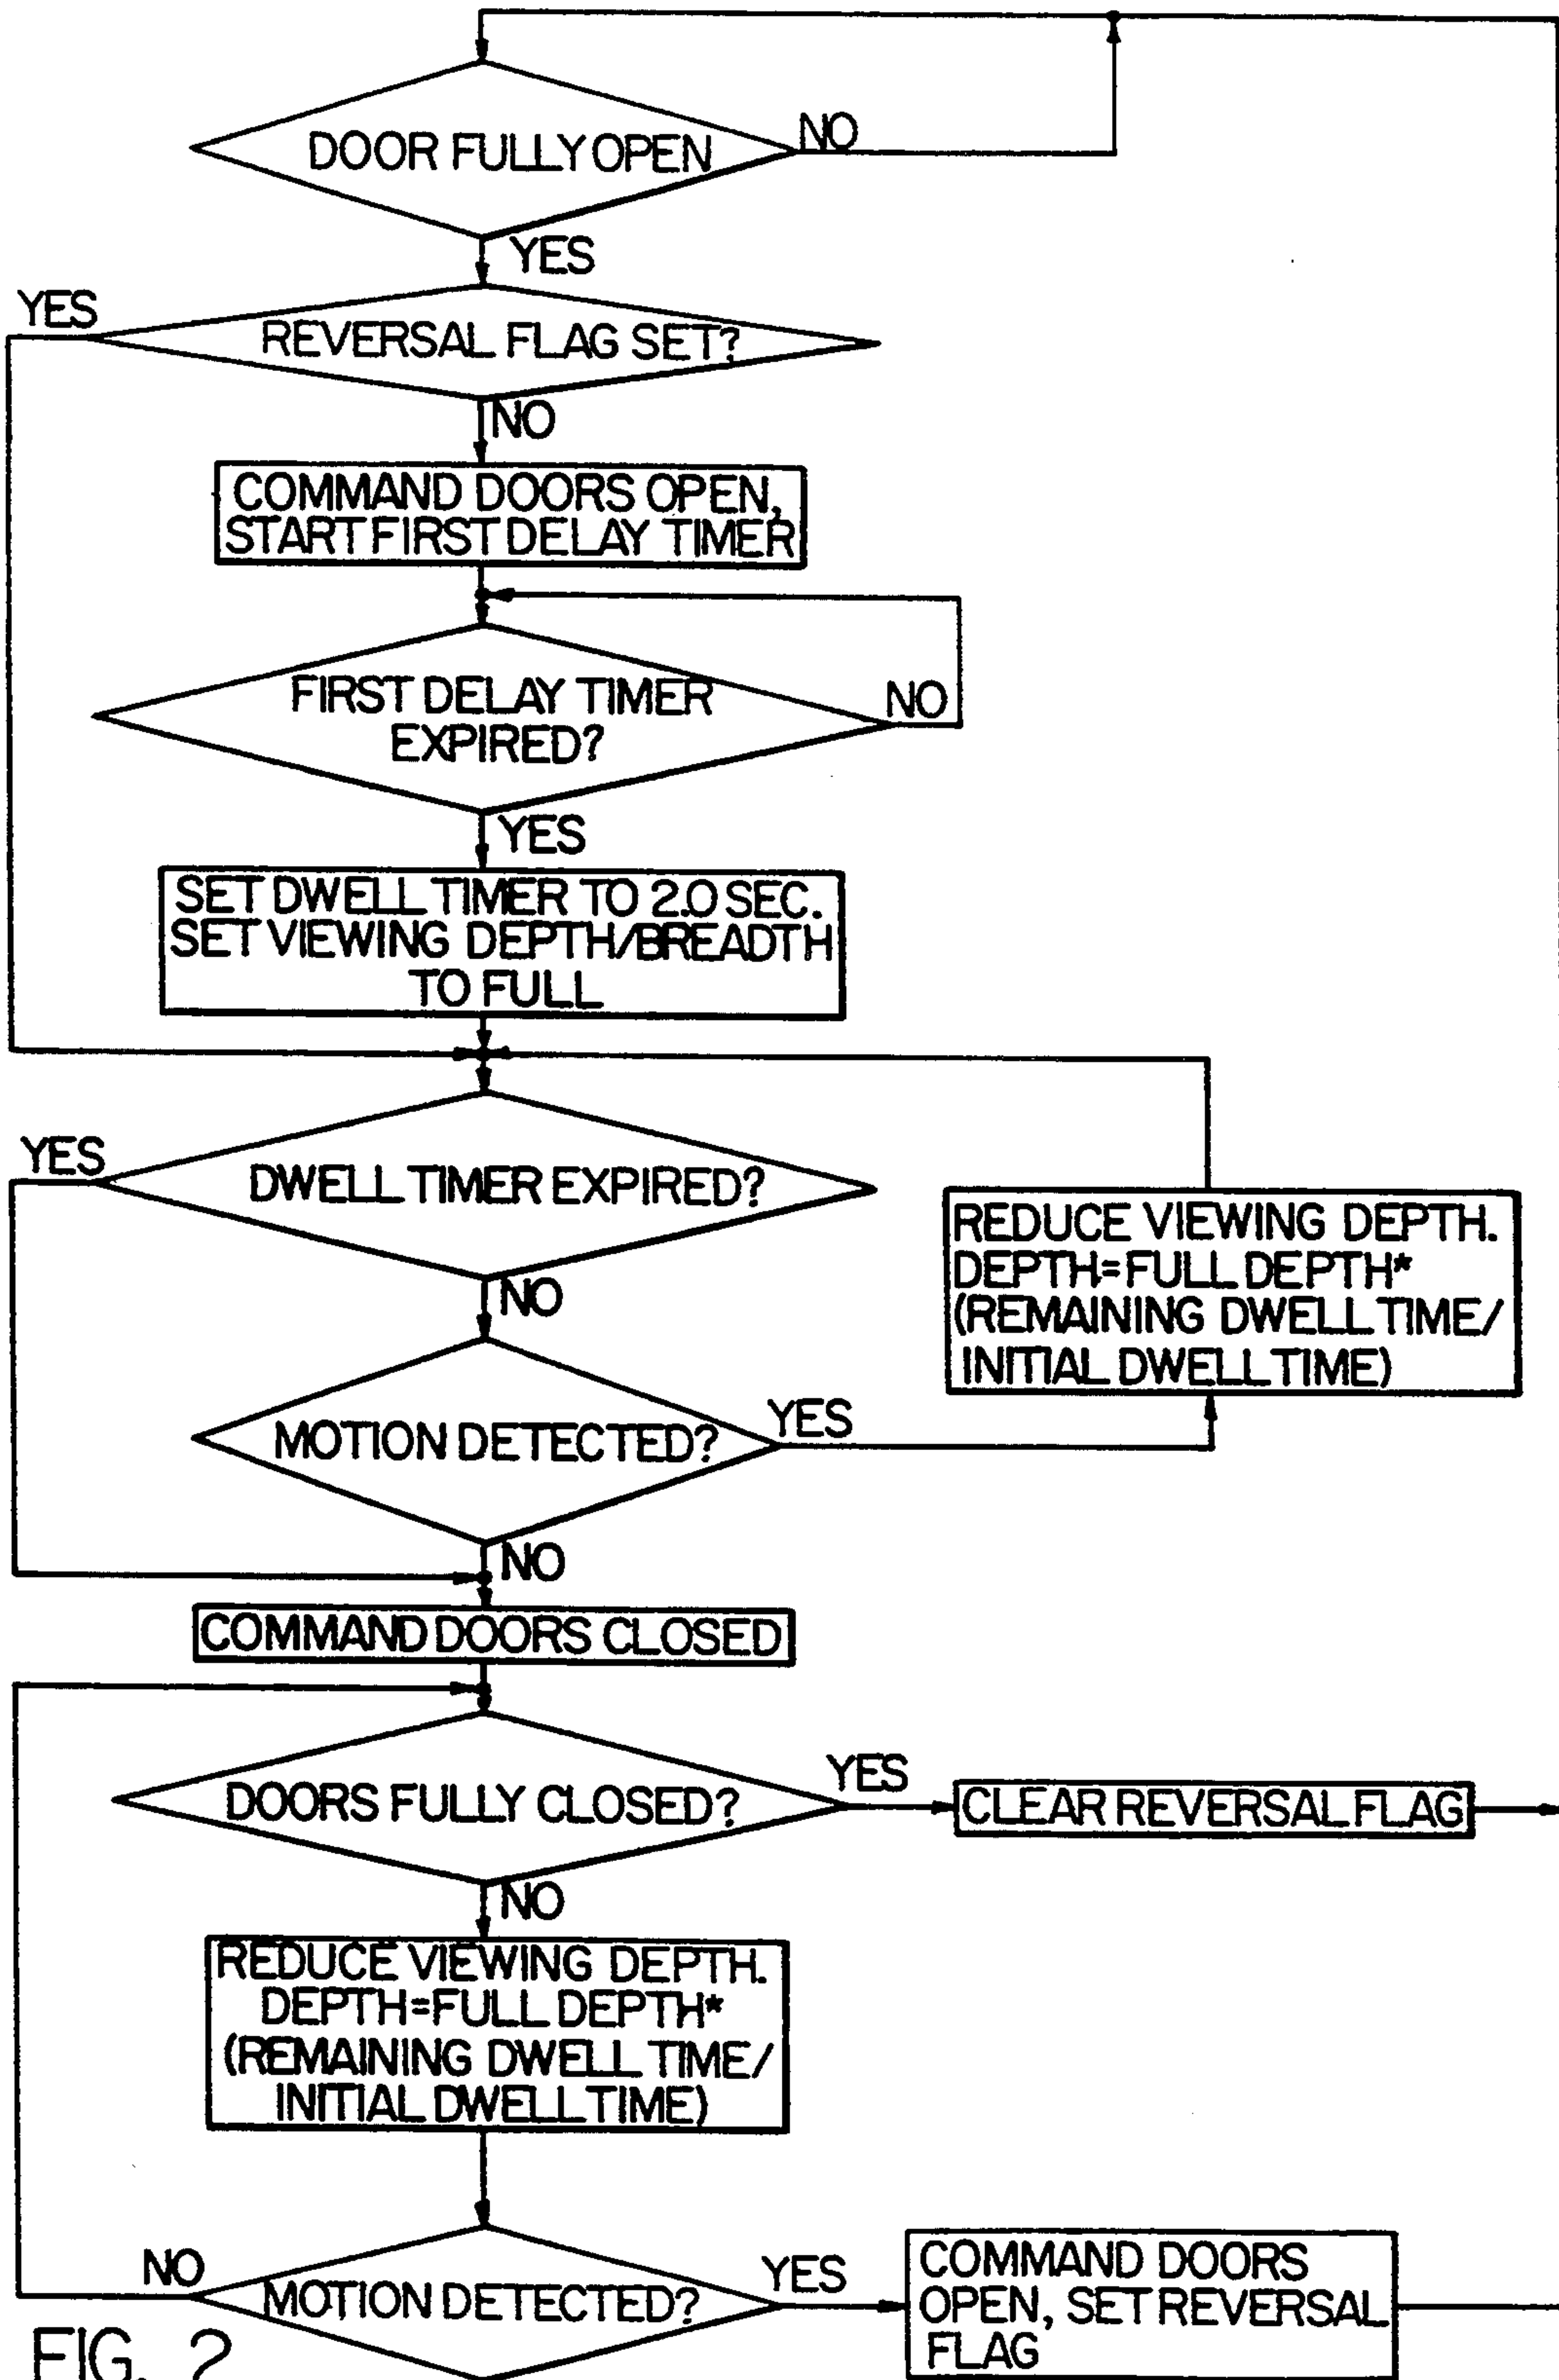 DOOR FULLY OPEN
NO
YES
YES
REVERSAL FLAG SET?
NO
COMMAND DOORS OPEN,
START FIRST DELAY TIMER
FIRST DELAY TIMER
EXPIRED?
NO
YES
SET DWELL TIMER TO 2.0 SEC.
SET VIEWING DEPTH/BREADTH
TO FULL
YES
DWELL TIMER EXPIRED?
NO
REDUCE VIEWING DEPTH.
DEPTH=FULL DEPTH*
(REMAINING DWELL TIME/
INITIAL DWELL TIME)
MOTION DETECTED?
YES
NO
COMMAND DOORS CLOSED
DOORS FULLY CLOSED?
YES
CLEAR REVERSAL FLAG
NO
REDUCE VIEWING DEPTH.
DEPTH=FULL DEPTH*
(REMAINING DWELL TIME/
INITIAL DWELL TIME)
NO
MOTION DETECTED?
YES
COMMAND DOORS
OPEN, SET REVERSAL
FLAG
FIG. 2